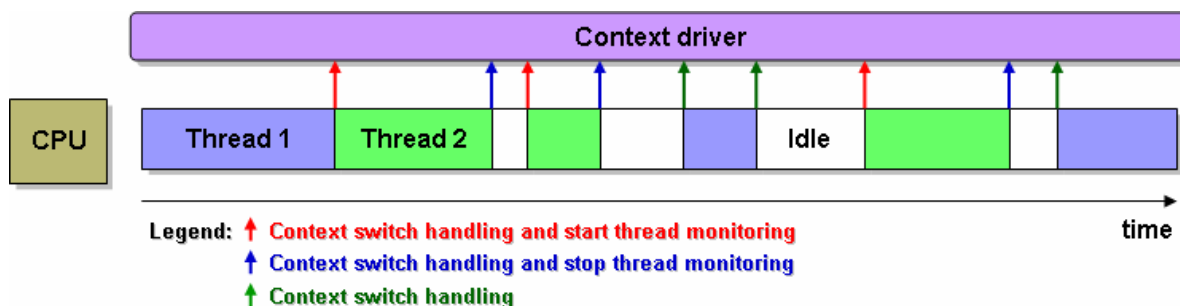 Context driver
CPU
Thread 1
Thread 2
Idle
time
Legend:
Context switch handling and start thread monitoring
Context switch handling and stop thread monitoring
Context switch handling